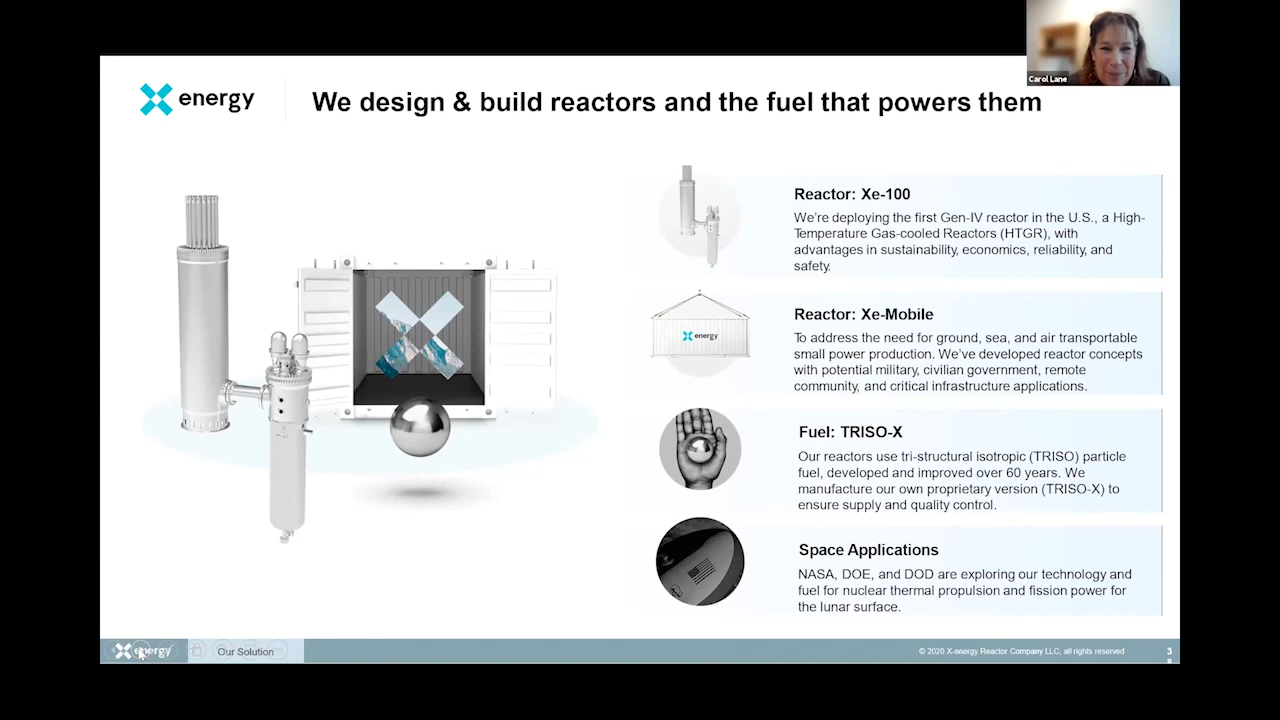 Carol Lane
energy
We design & build reactors and the fuel that powers them
Reactor: Xe-100
We're deploying the first Gen-IV reactor in the U.S., a High-
Temperature Gas-cooled Reactors (HTGR), with
advantages in sustainability, economics, reliability, and
safety.
energy
Reactor: Xe-Mobile
To address the need for ground, sea, and air transportable
small power production. We've developed reactor concepts
with potential military, civilian government, remote
community, and critical infrastructure applications.
Fuel: TRISO-X
Our reactors use tri-structural isotropic (TRISO) particle
fuel, developed and improved over 60 years. We
manufacture our own proprietary version (TRISO-X) to
ensure supply and quality control.
Space Applications
NASA, DOE, and DOD are exploring our technology and
fuel for nuclear thermal propulsion and fission power for
the lunar surface.
energy
Our Solution
© 2020 X-energy Reactor Company LLC, all rights reserved
3